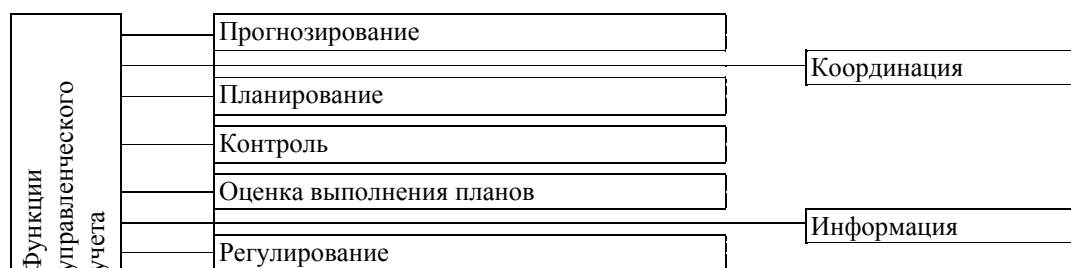 Функции
управленческого
учета
Прогнозирование
Координация
Планирование
Контроль
Оценка выполнения планов
Информация
Регулирование